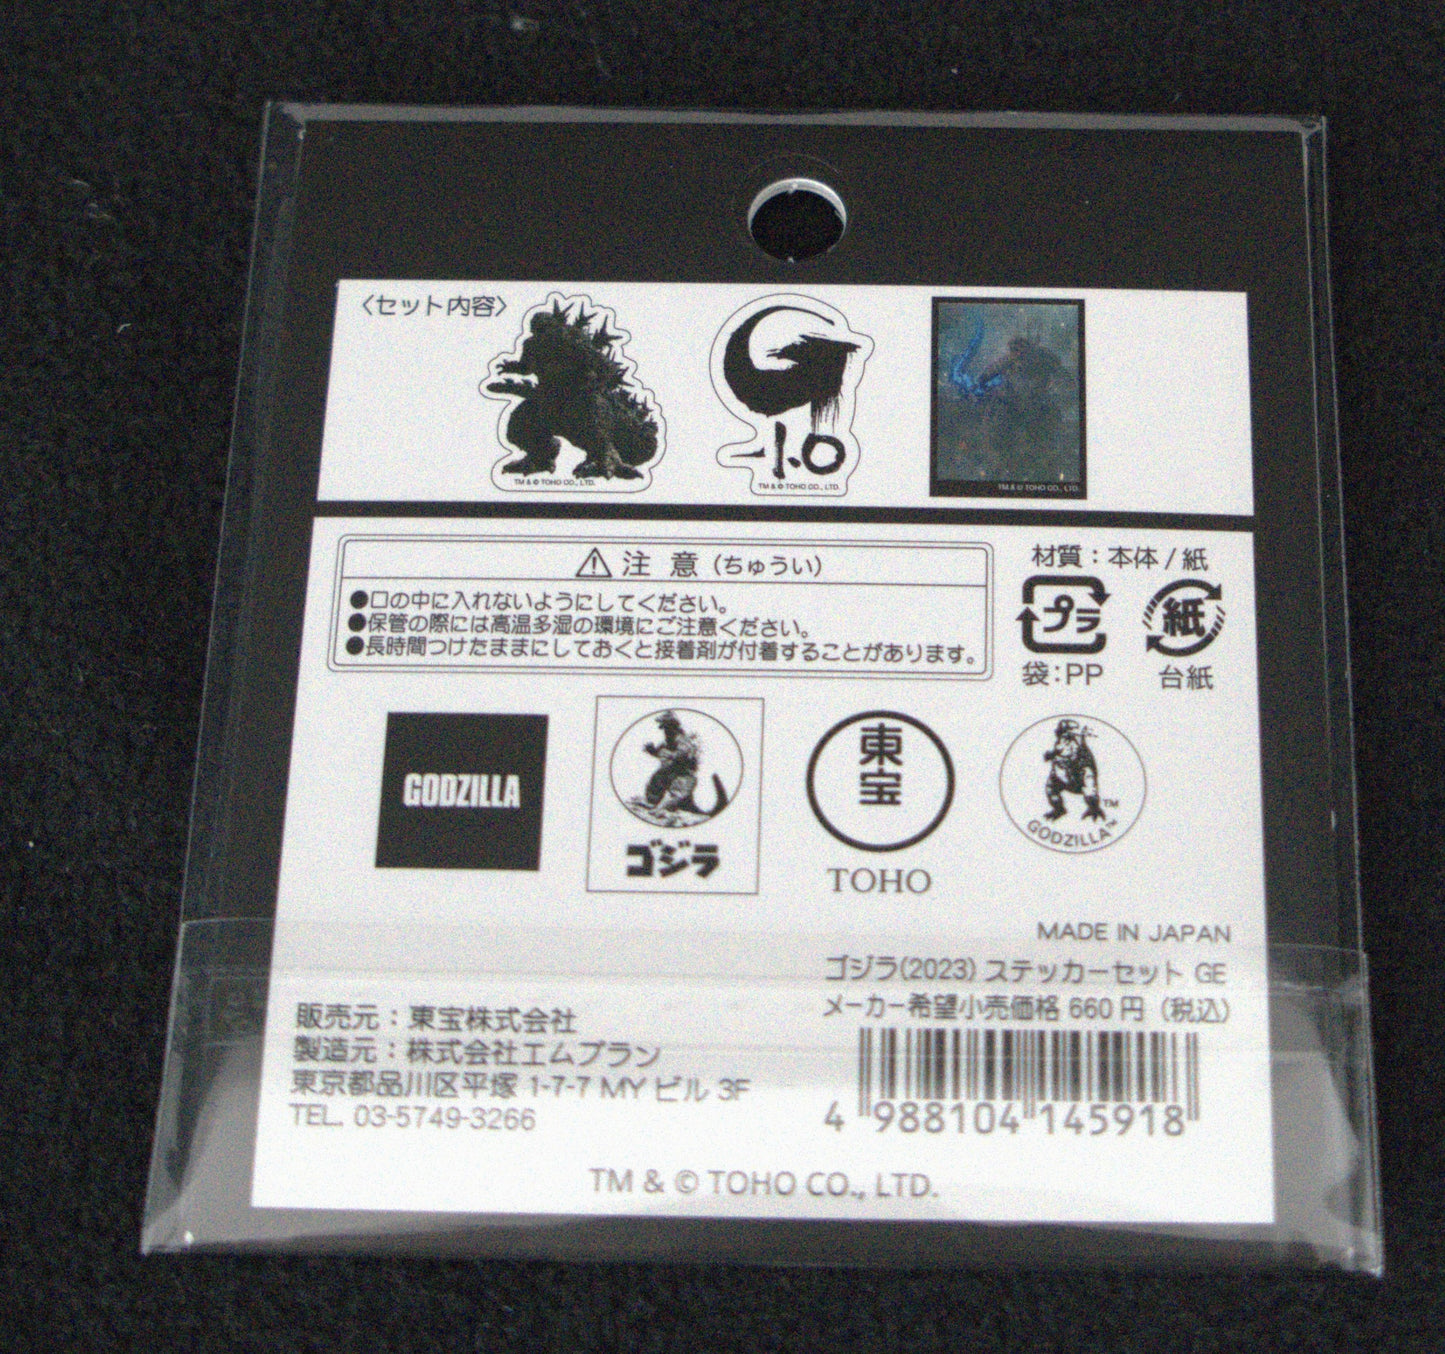 〈セット内容〉
TM & © TOHO CO., LTD.
-1.0
TM & © TOHO CO., LTD.
TM & © TOHO CO., LTD.
注 意 (ちゅうい)
●口の中に入れないようにしてください。
●保管の際には高温多湿の環境にご注意ください。
●長時間つけたままにしておくと接着剤が付着することがあります。
材質：本体 / 紙
プラ
紙
袋：PP
台紙
GODZILLA
ゴジラ
東宝
TOHO
TM
GODZILLA™
MADE IN JAPAN
ゴジラ(2023) ステッカーセット GE
メーカー希望小売価格 660 円（税込）
販売元：東宝株式会社
製造元：株式会社エムプラン
東京都品川区平塚 1-7-7 MY ビル 3F
TEL. 03-5749-3266
4 988104 145918
TM & © TOHO CO., LTD.